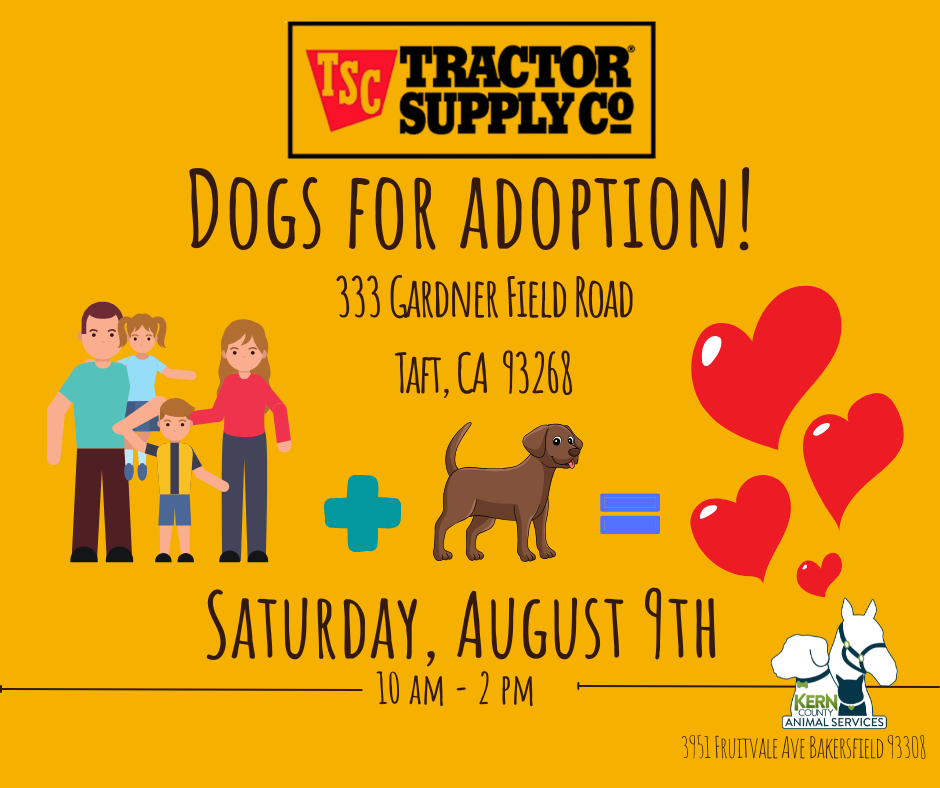 TSC TRACTOR
SUPPLY CO
DOGS FOR ADOPTION!
333 GARDNER FIELD ROAD
TAFT, CA 93268
SATURDAY, AUGUST 9TH
10 AM - 2 PM
KERN
COUNTY
ANIMAL SERVICES
3951 FRUITVALE AVE BAKERSFIELD 93308